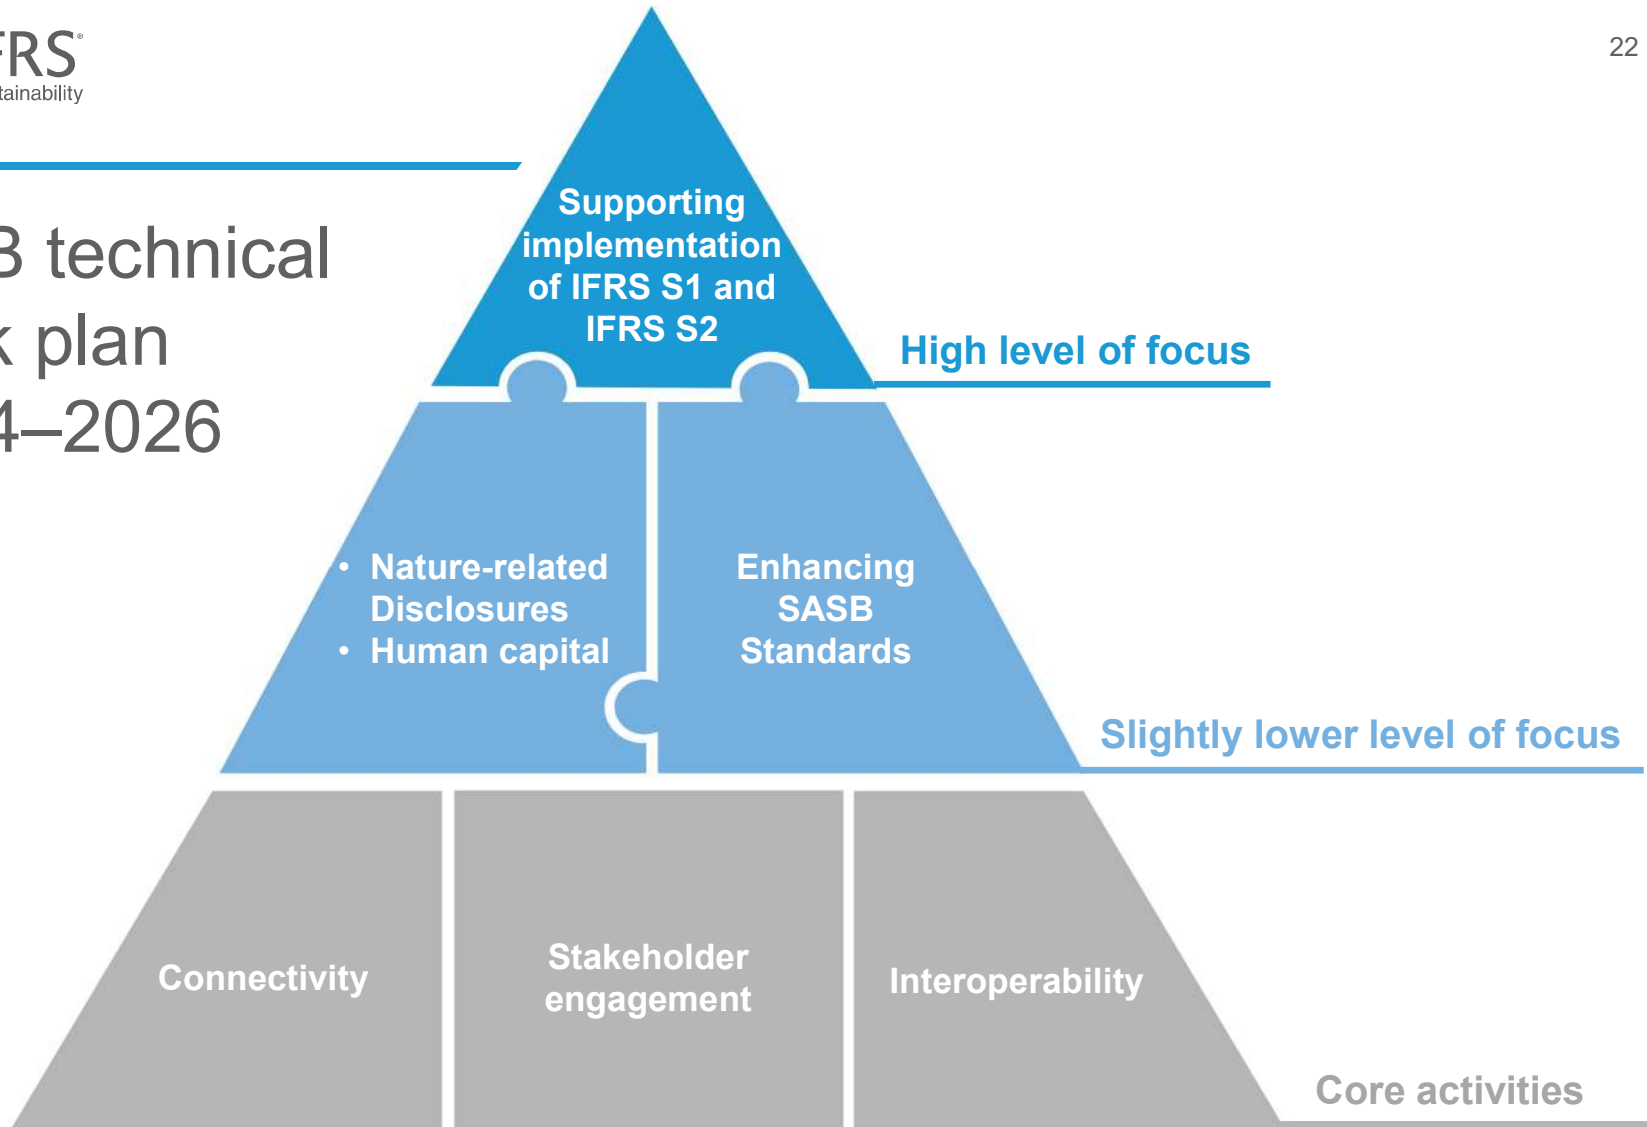 FRS®
tainability
22
B technical
k plan
4–2026
Supporting
implementation
of IFRS S1 and
IFRS S2
High level of focus
• Nature-related
Disclosures
• Human capital
Enhancing
SASB
Standards
Slightly lower level of focus
Connectivity
Stakeholder
engagement
Interoperability
Core activities